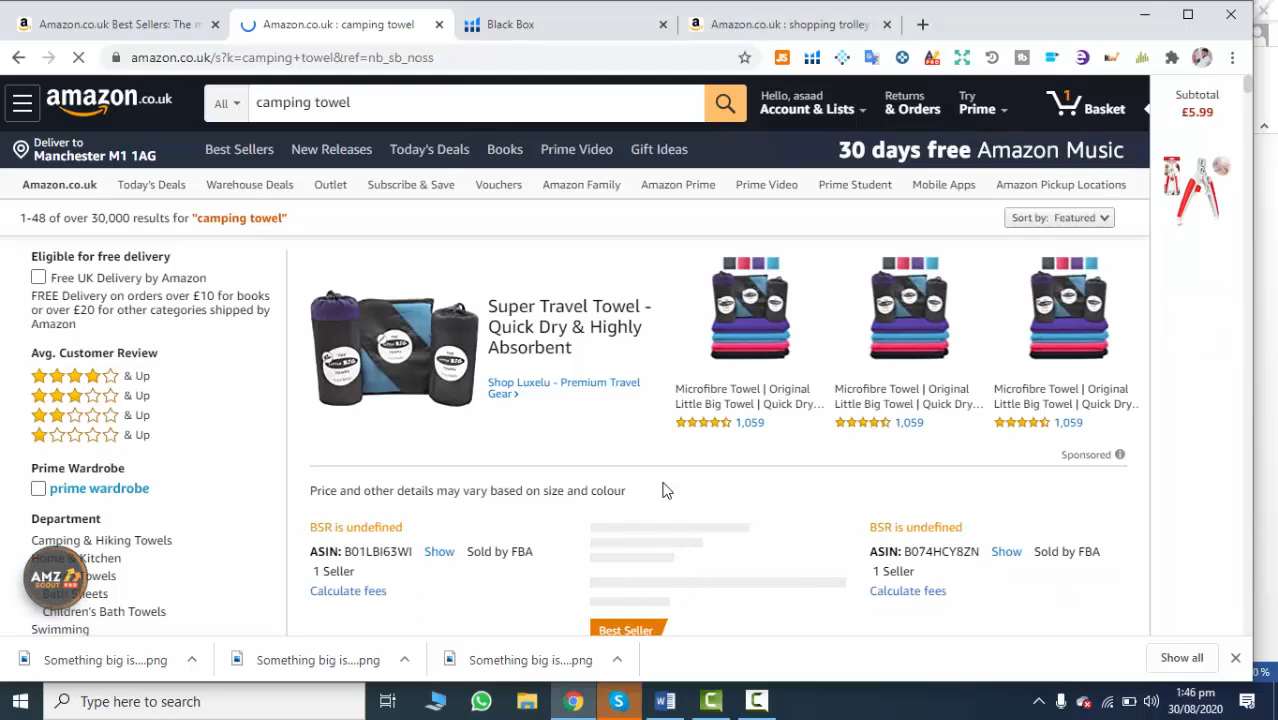 Amazon.co.uk Best Sellers: The m
Amazon.co.uk : camping towel
Black Box
Amazon.co.uk : shopping trolley
amazon.co.uk/s?k=camping+towel&ref=nb_sb_noss
amazon.co.uk
All
camping towel
Hello, asaad
Account & Lists
Returns
& Orders
Try
Prime
1
Basket
Subtotal
£5.99
Deliver to
Manchester M1 1AG
Best Sellers
New Releases
Today's Deals
Books
Prime Video
Gift Ideas
30 days free Amazon Music
Amazon.co.uk
Today's Deals
Warehouse Deals
Outlet
Subscribe & Save
Vouchers
Amazon Family
Amazon Prime
Prime Video
Prime Student
Mobile Apps
Amazon Pickup Locations
1-48 of over 30,000 results for "camping towel"
Sort by: Featured
Eligible for free delivery
Free UK Delivery by Amazon
FREE Delivery on orders over £10 for books
or over £20 for other categories shipped by
Amazon
Avg. Customer Review
& Up
& Up
& Up
& Up
Prime Wardrobe
prime wardrobe
Department
Camping & Hiking Towels
Home & Kitchen
Towels
Bath Sheets
Children's Bath Towels
Swimming
AMZ
SCOUT PRO
Super Travel Towel -
Quick Dry & Highly
Absorbent
Shop Luxelu - Premium Travel
Gear
Microfibre Towel | Original
Little Big Towel | Quick Dry...
1,059
Microfibre Towel | Original
Little Big Towel | Quick Dry...
1,059
Microfibre Towel | Original
Little Big Towel | Quick Dry..
1,059
Sponsored
Price and other details may vary based on size and colour
BSR is undefined
ASIN: B01LBI63WI Show Sold by FBA
1 Seller
Calculate fees
Best Seller
BSR is undefined
ASIN: B074HCY8ZN Show Sold by FBA
1 Seller
Calculate fees
Something big is....png
Something big is....png
Something big is....png
Show all
0 %
Type here to search
1:46 pm
30/08/2020